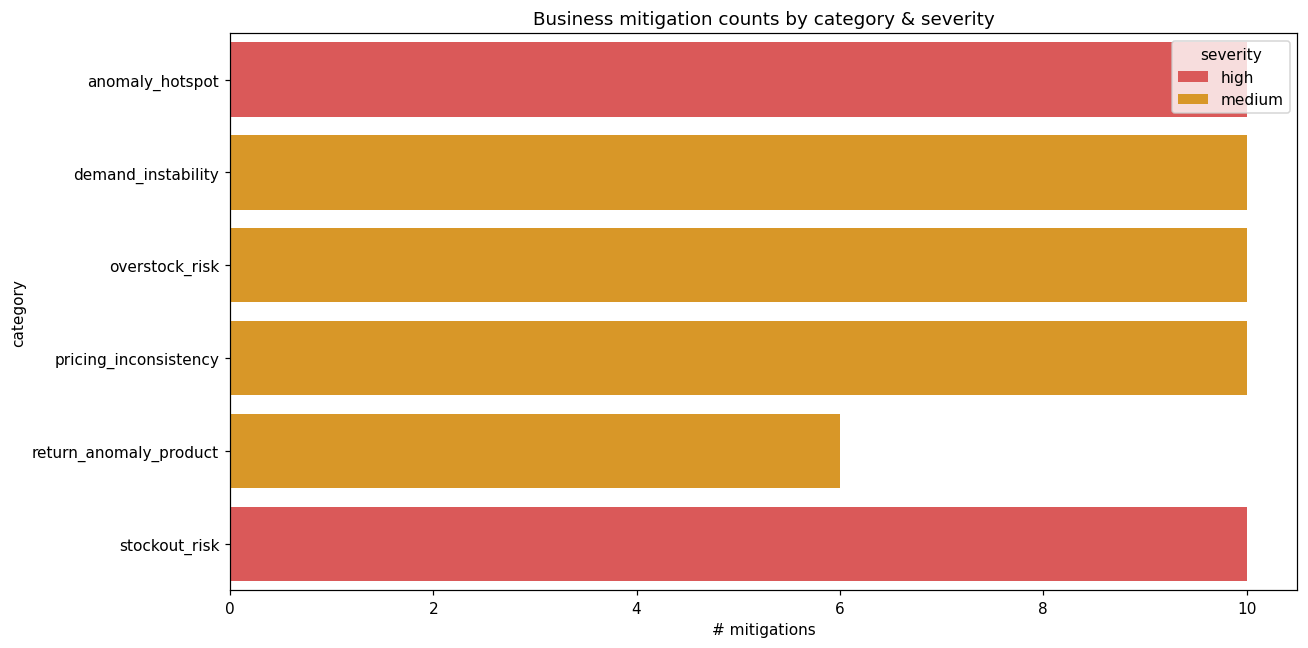 Business mitigation counts by category & severity
severity
high
medium
anomaly_hotspot
demand_instability
overstock_risk
pricing_inconsistency
return_anomaly_product
stockout_risk
category
0 2 4 6 8 10
# mitigations